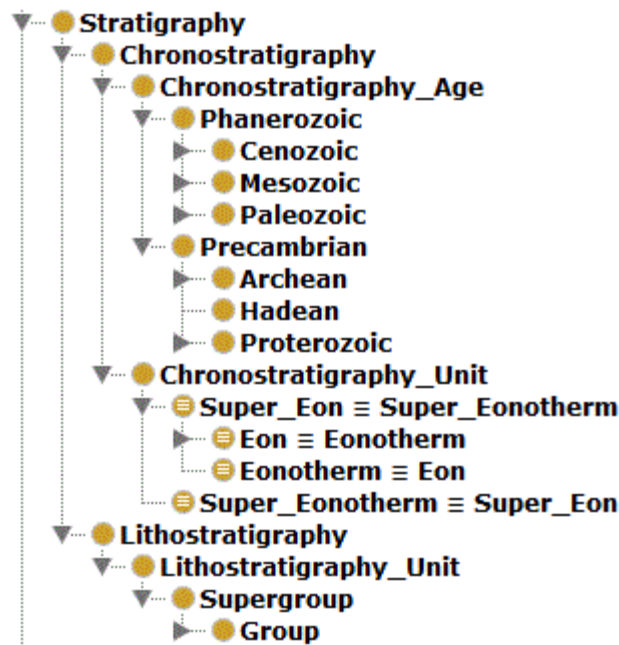 Stratigraphy
Chronostratigraphy
Chronostratigraphy_Age
Phanerozoic
Cenozoic
Mesozoic
Paleozoic
Precambrian
Archean
Hadean
Proterozoic
Chronostratigraphy_Unit
Super_Eon ≡ Super_Eonotherm
Eon ≡ Eonotherm
Eonotherm ≡ Eon
Super_Eonotherm ≡ Super_Eon
Lithostratigraphy
Lithostratigraphy_Unit
Supergroup
Group